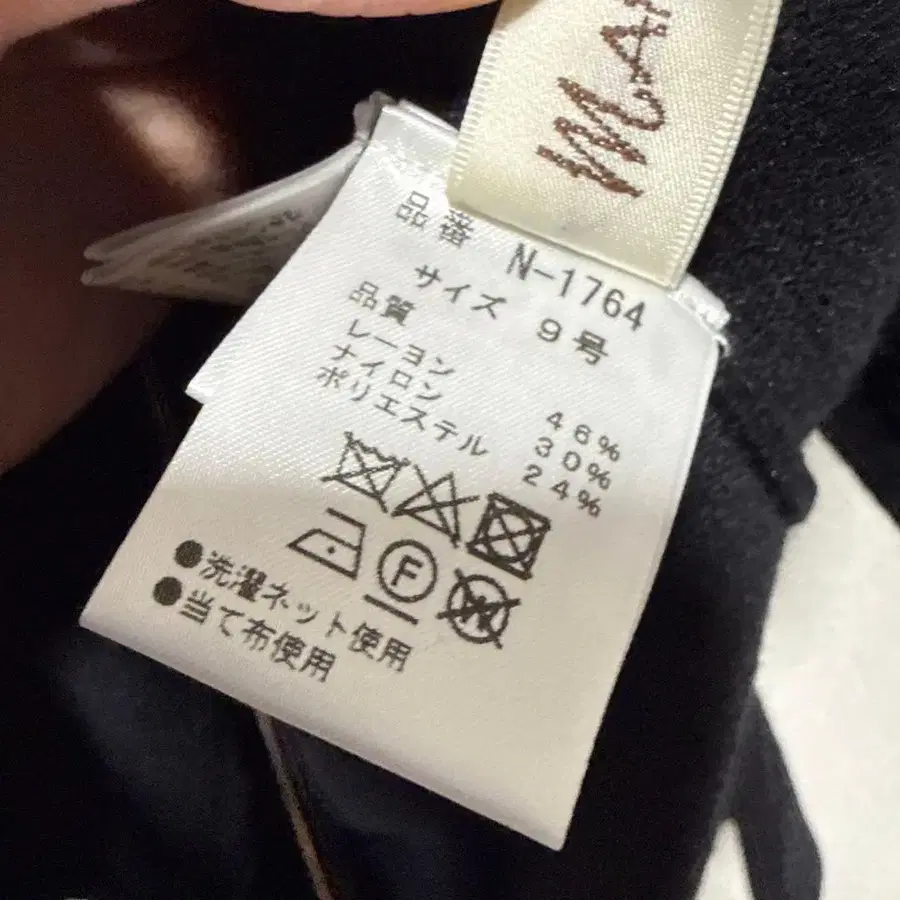 MA
品番 N-1764
サイズ 9号
品質
レーヨン 46%
ナイロン 30%
ポリエステル 24%
F
W
●洗濯ネット使用
●当て布使用